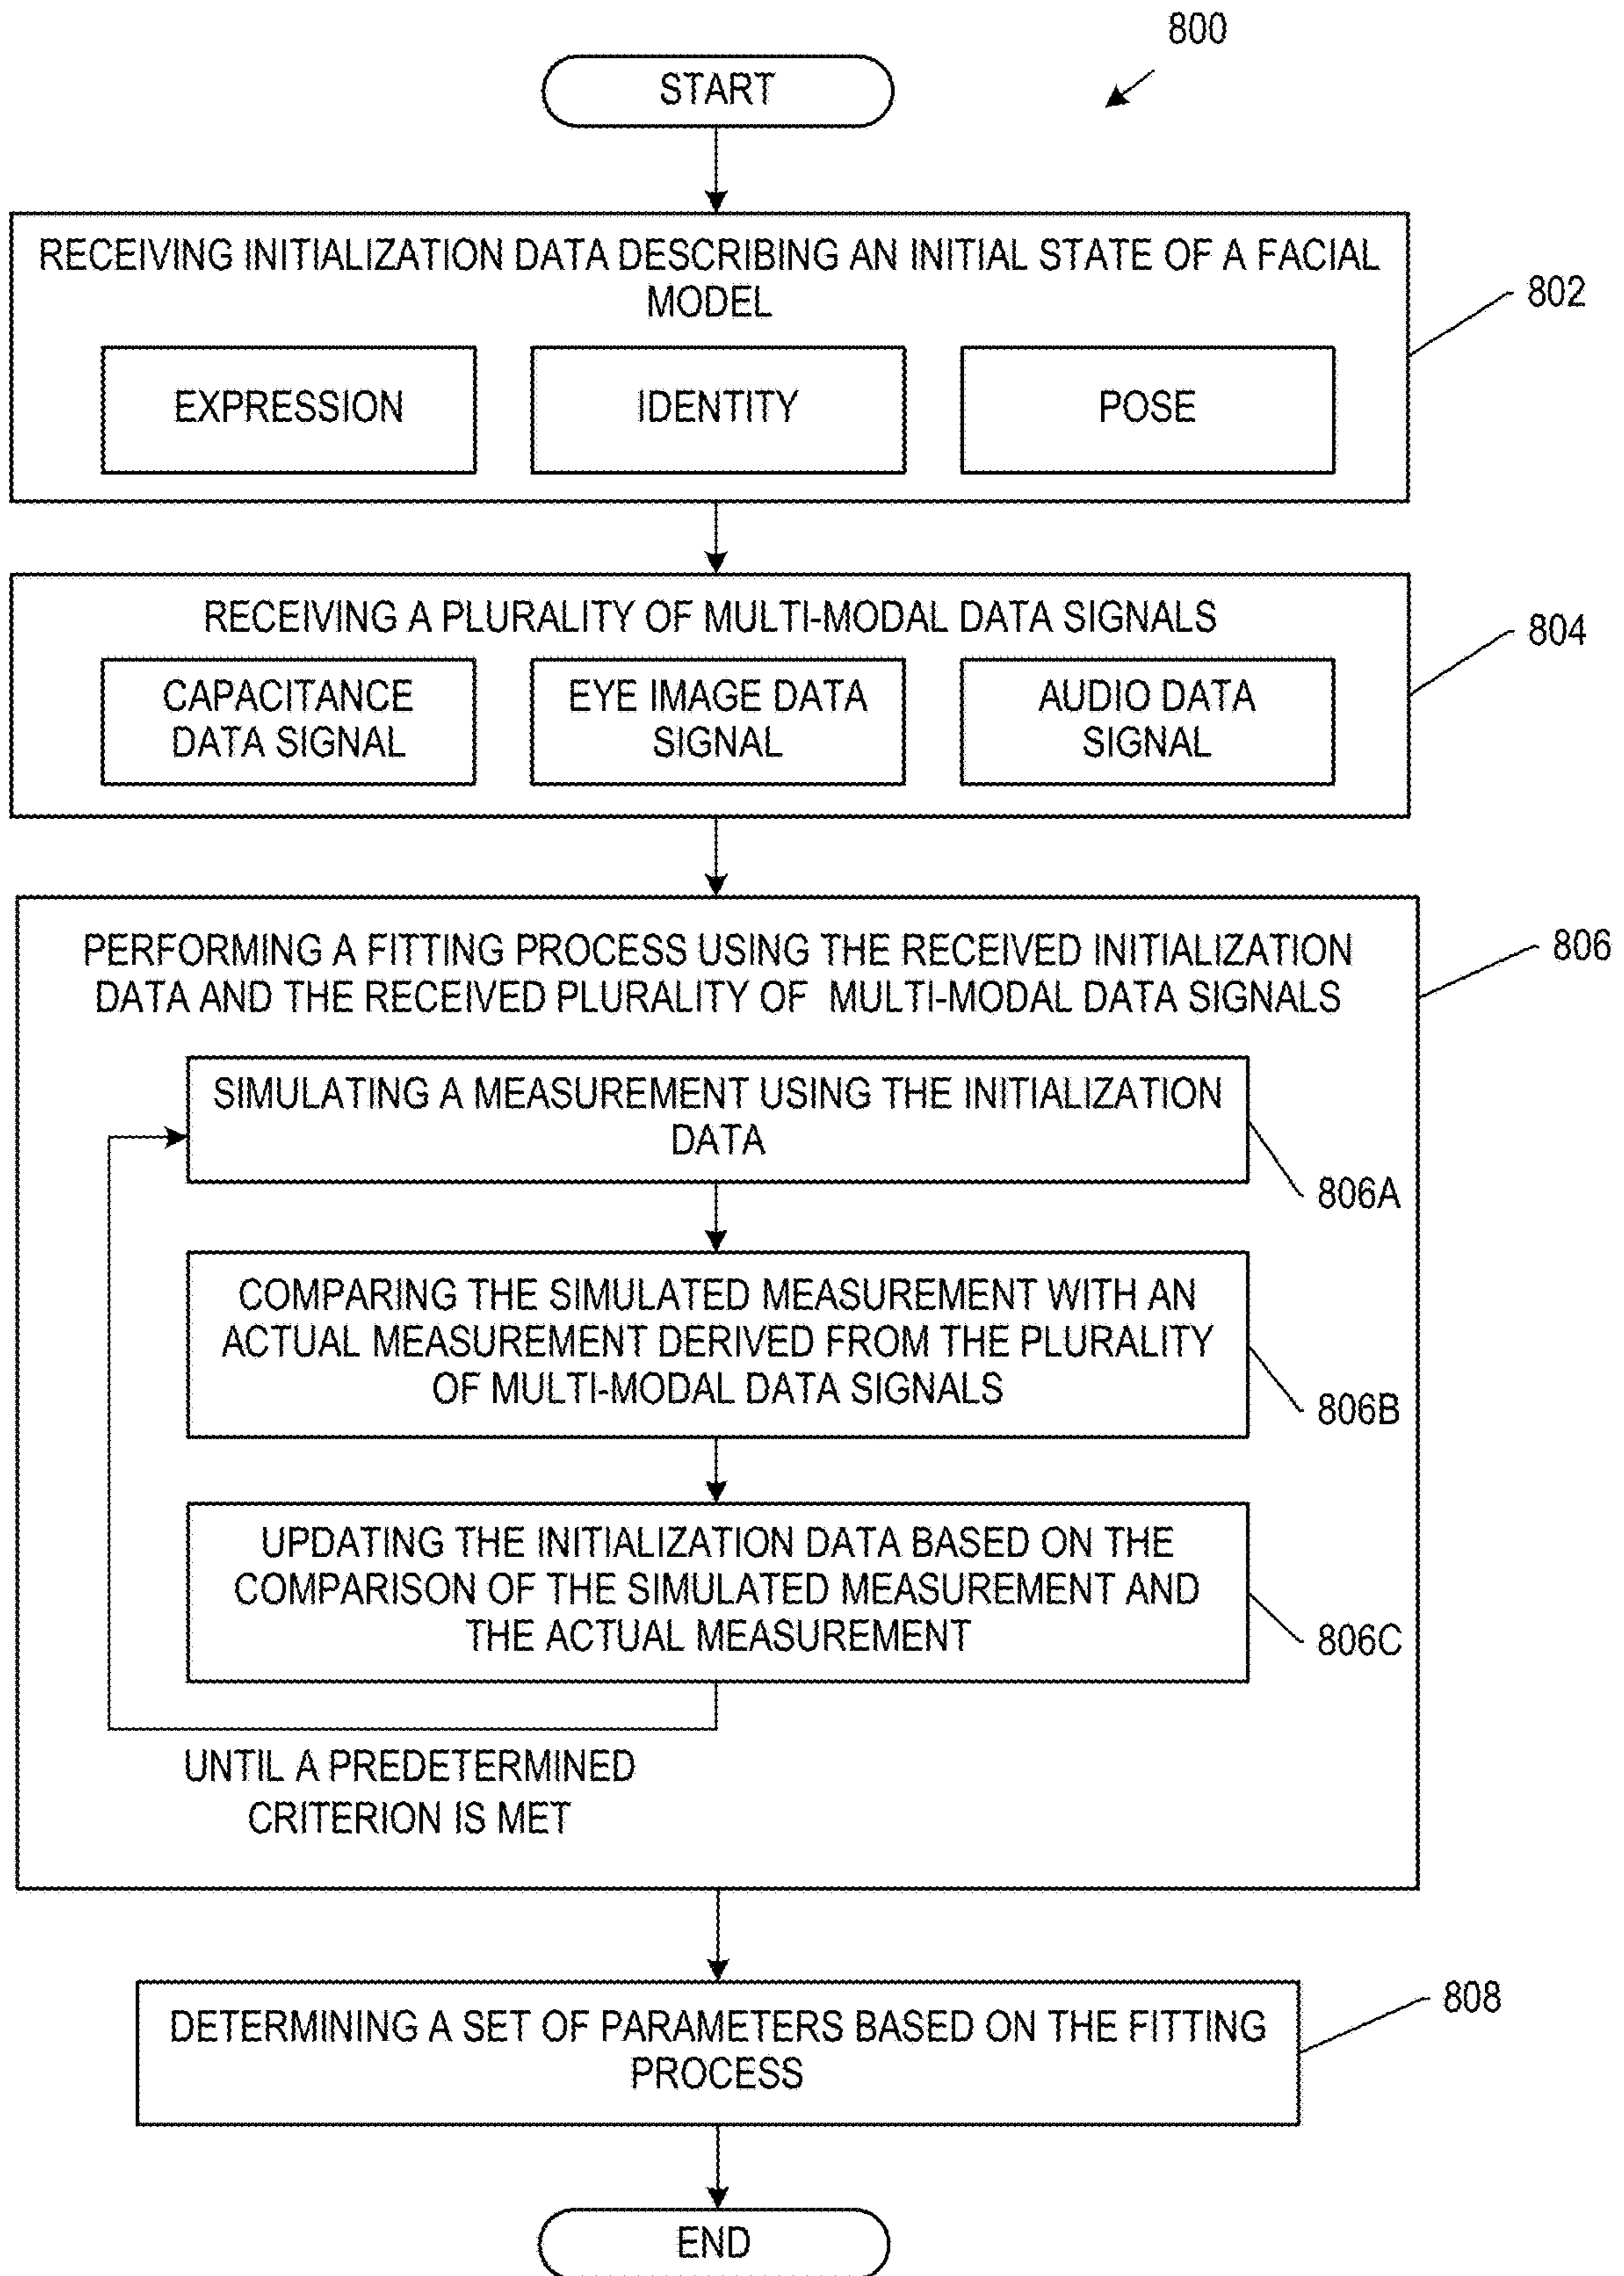 800
START
RECEIVING INITIALIZATION DATA DESCRIBING AN INITIAL STATE OF A FACIAL
MODEL
802
EXPRESSION
IDENTITY
POSE
RECEIVING A PLURALITY OF MULTI-MODAL DATA SIGNALS
804
CAPACITANCE
DATA SIGNAL
EYE IMAGE DATA
SIGNAL
AUDIO DATA
SIGNAL
PERFORMING A FITTING PROCESS USING THE RECEIVED INITIALIZATION
DATA AND THE RECEIVED PLURALITY OF MULTI-MODAL DATA SIGNALS
806
SIMULATING A MEASUREMENT USING THE INITIALIZATION
DATA
806A
COMPARING THE SIMULATED MEASUREMENT WITH AN
ACTUAL MEASUREMENT DERIVED FROM THE PLURALITY
OF MULTI-MODAL DATA SIGNALS
806B
UPDATING THE INITIALIZATION DATA BASED ON THE
COMPARISON OF THE SIMULATED MEASUREMENT AND
THE ACTUAL MEASUREMENT
806C
UNTIL A PREDETERMINED
CRITERION IS MET
DETERMINING A SET OF PARAMETERS BASED ON THE FITTING
PROCESS
808
END